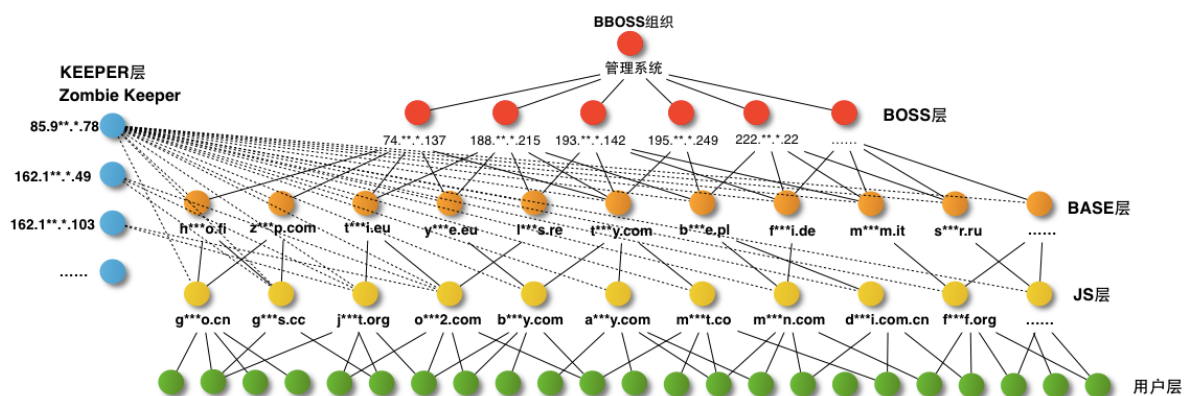 BBOSS组织
管理系统
KEEPER层
Zombie Keeper
85.9**.*.78
162.1**.*.49
162.1**.*.103
......
BOSS层
74.**.*.137 188.**.*.215 193.**.*.142 195.**.*.249 222.**.*.22 ......
BASE层
h***o.fi z***p.com t***i.eu y***e.eu l***s.re t***y.com b***e.pl f***i.de m***m.it s***r.ru ......
JS层
g***o.cn g***s.cc j***t.org o***2.com b***y.com a***y.com m***t.co m***n.com d***i.com.cn f***f.org ......
用户层